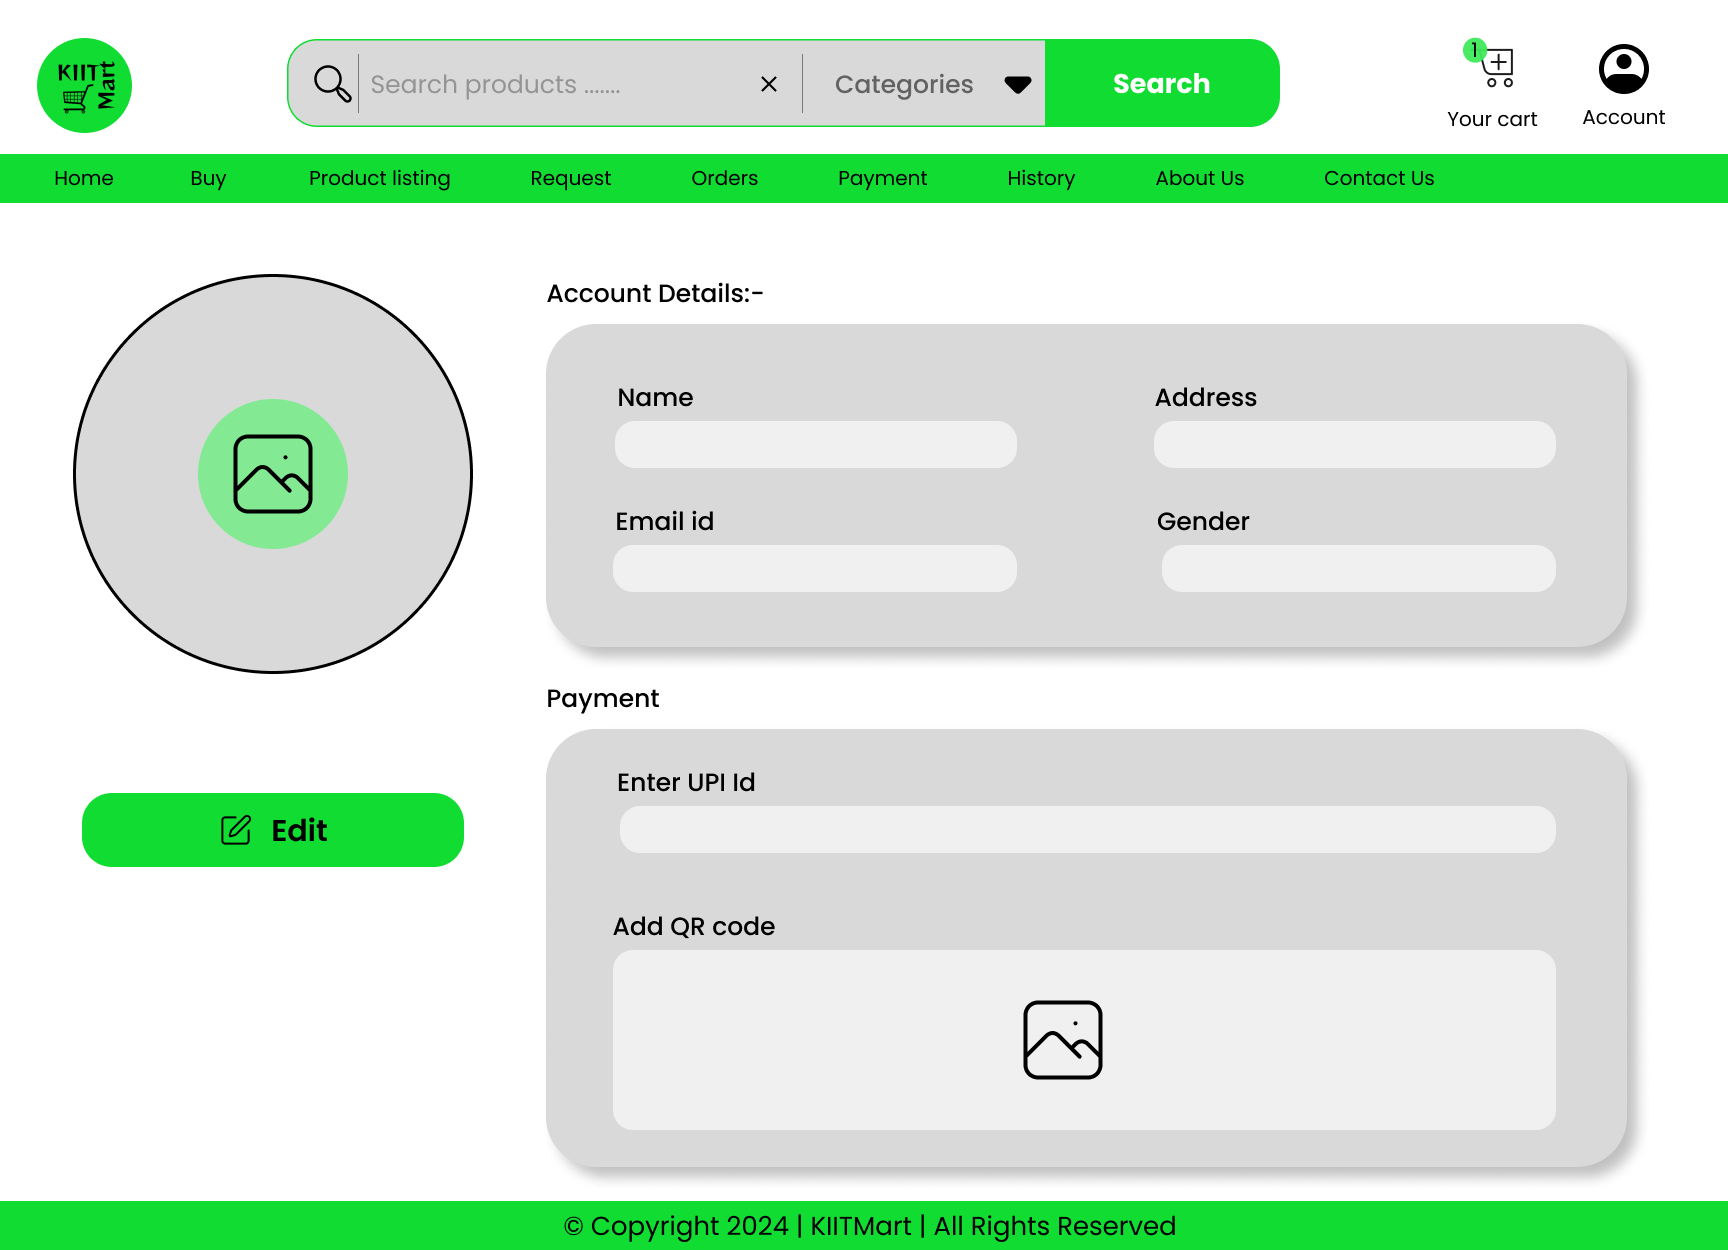 KIIT
Mart
Search products .......
Categories
Search
1
Your cart
Account
Home Buy Product listing Request Orders Payment History About Us Contact Us
Account Details:-
Name Address
Email id Gender
Payment
Enter UPI Id
Edit
Add QR code
© Copyright 2024 | KIITMart | All Rights Reserved